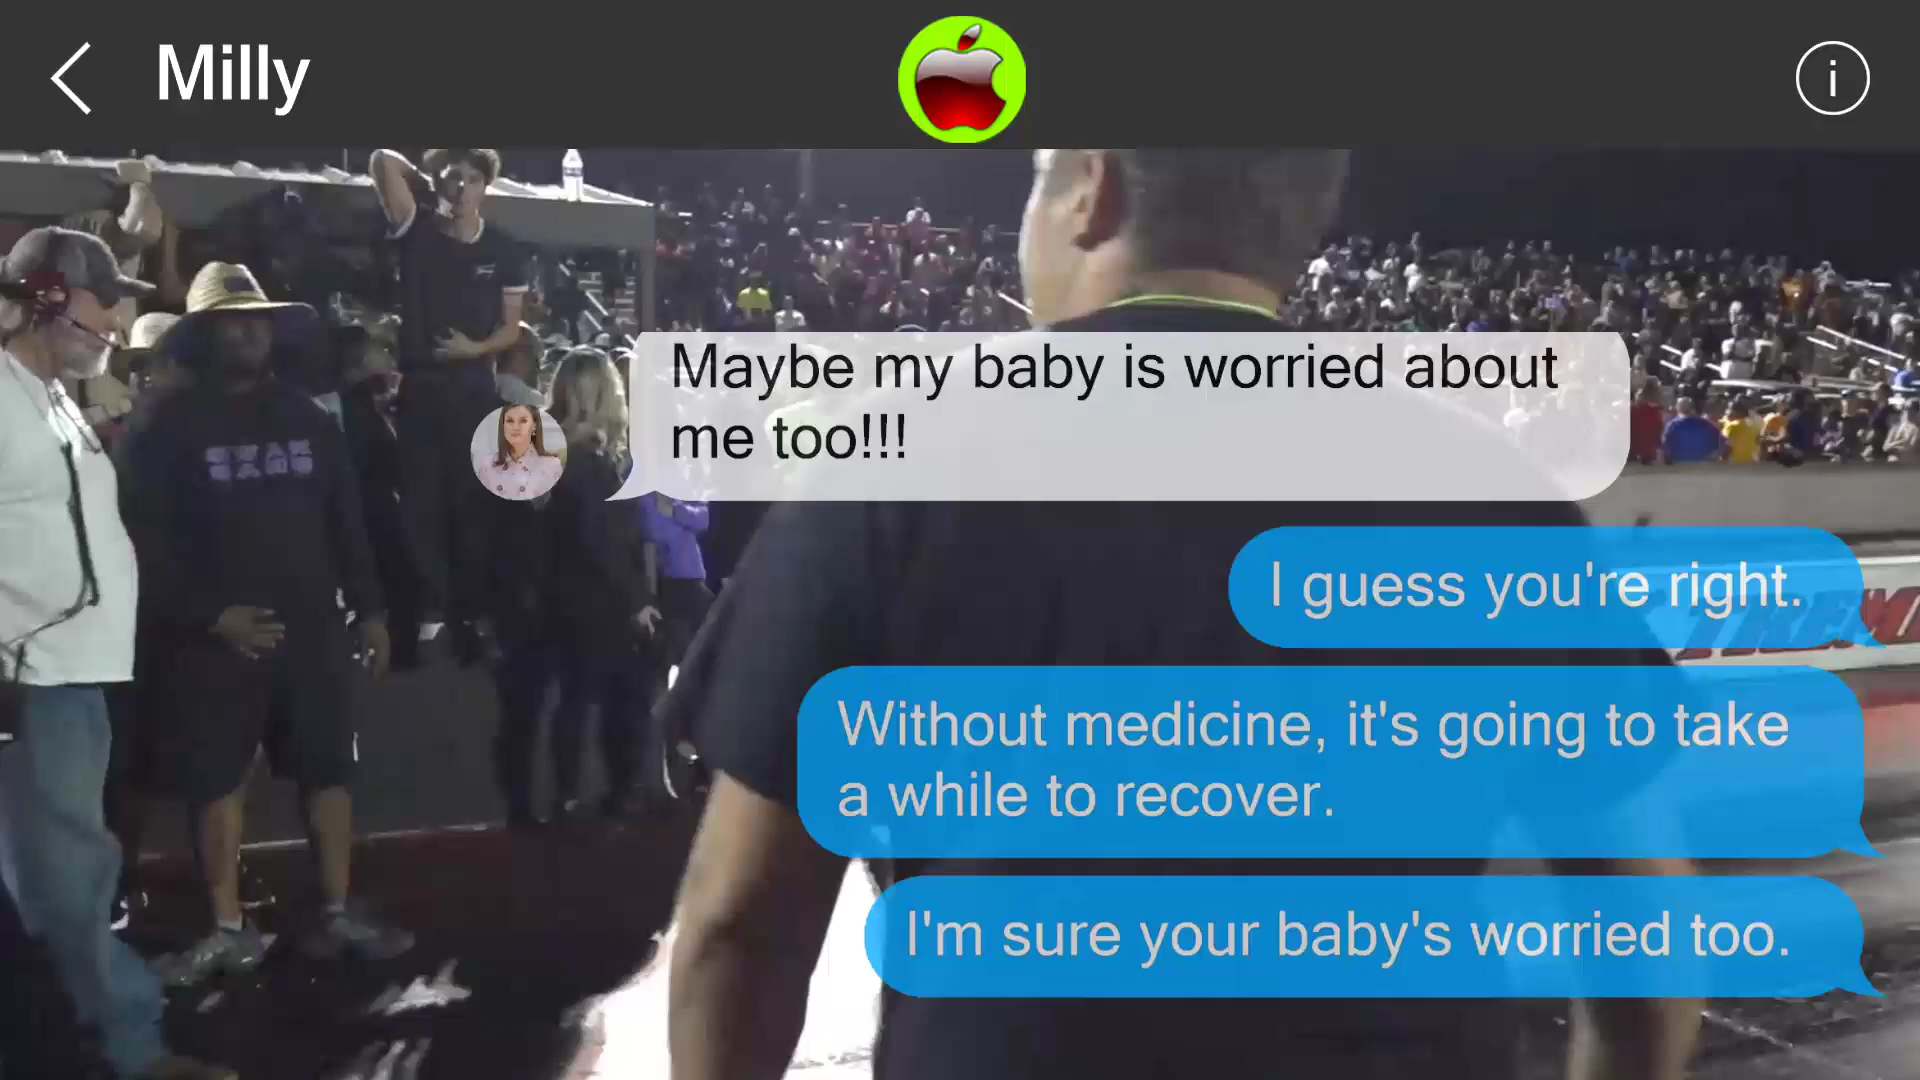 Milly
i
Maybe my baby is worried about
me too!!!
I guess you're right.
Without medicine, it's going to take
a while to recover.
I'm sure your baby's worried too.